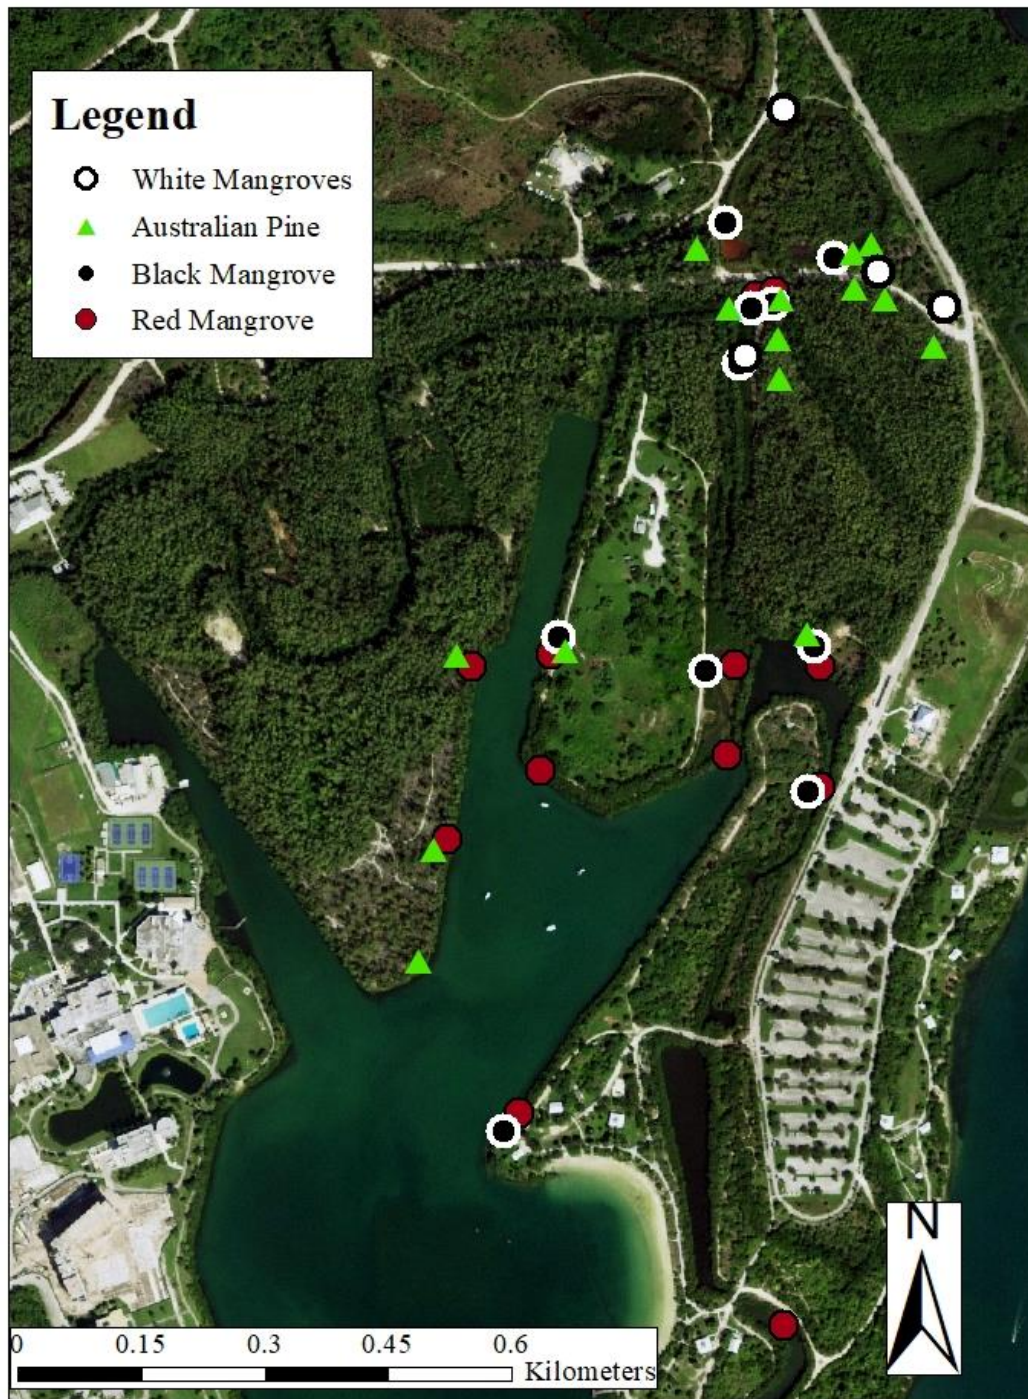 Legend
White Mangroves
Australian Pine
Black Mangrove
Red Mangrove
N
0 0.15 0.3 0.45 0.6
Kilometers